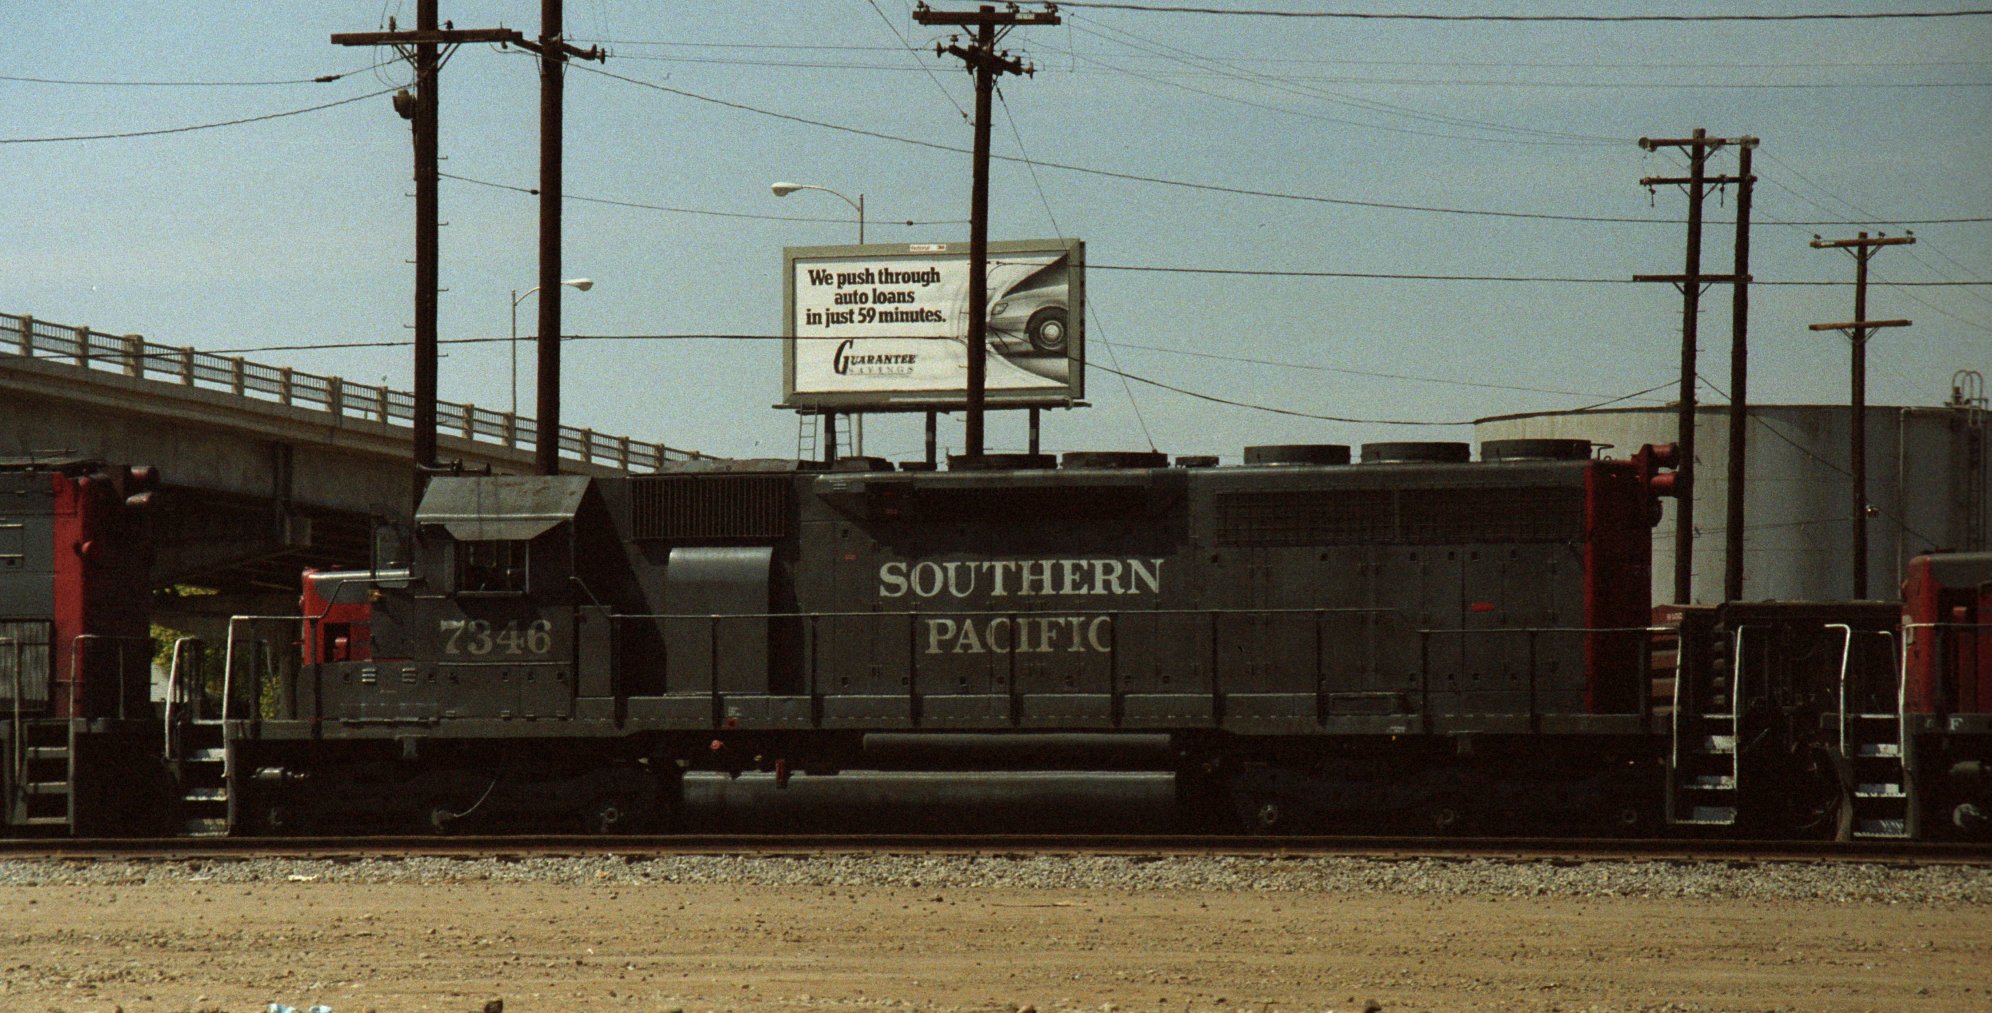 We push through
auto loans
in just 59 minutes.
GUARANTEE
SAVINGS
SOUTHERN
PACIFIC
7346
F